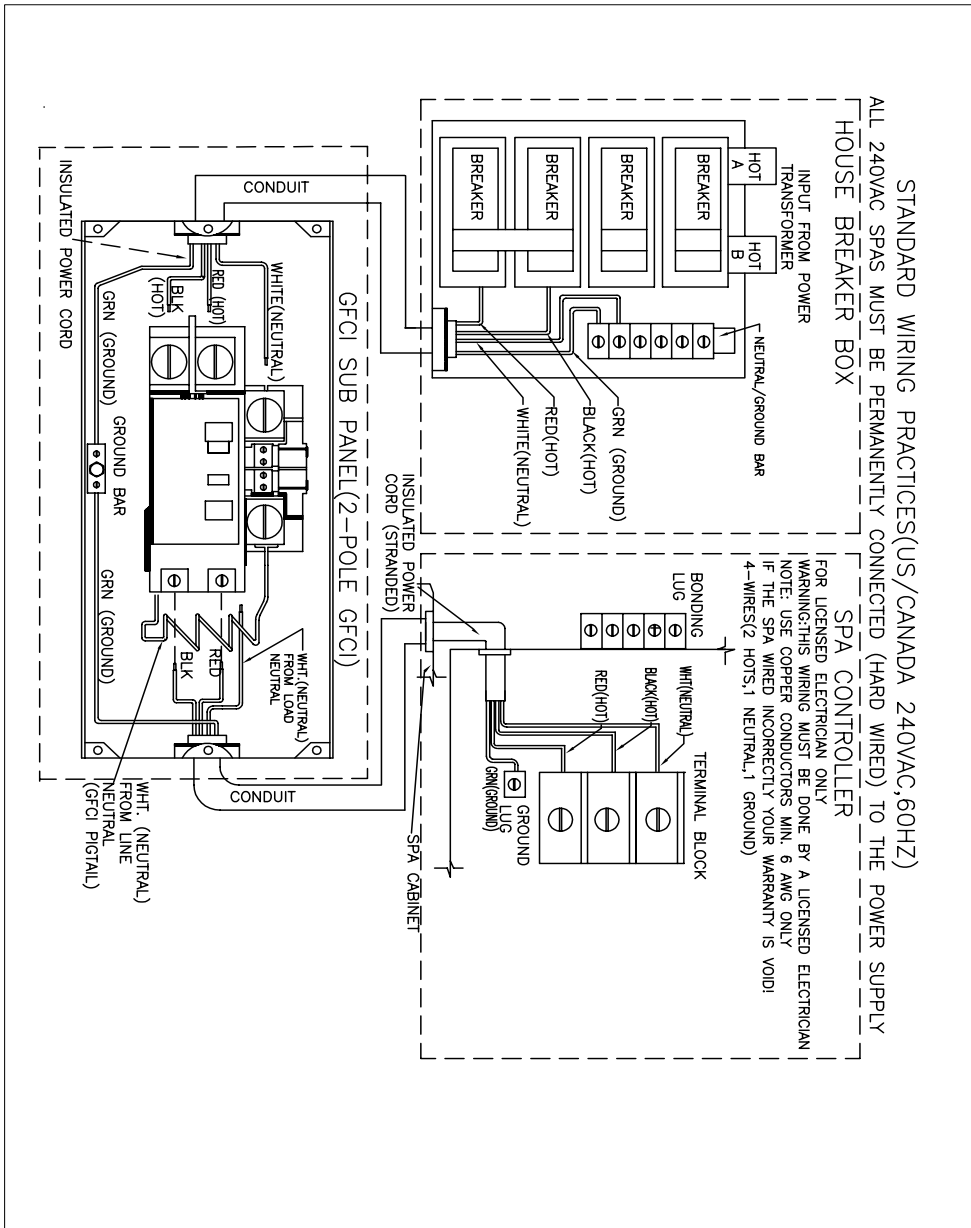 STANDARD WIRING PRACTICES(US/CANADA 240VAC,60HZ)
ALL 240VAC SPAS MUST BE PERMANENTLY CONNECTED (HARD WIRED) TO THE POWER SUPPLY
HOUSE BREAKER BOX
INPUT FROM POWER
TRANSFORMER
HOT
A
HOT
B
BREAKER
BREAKER
BREAKER
BREAKER
NEUTRAL/GROUND BAR
GRN (GROUND)
BLACK(HOT)
RED(HOT)
WHITE(NEUTRAL)
SPA CONTROLLER
FOR LICENSED ELECTRICIAN ONLY
WARNING:THIS WIRING MUST BE DONE BY A LICENSED ELECTRICIAN
NOTE: USE COPPER CONDUCTORS MIN. 6 AWG ONLY
IF THE SPA WIRED INCORRECTLY YOUR WARRANTY IS VOID!
4-WIRES(2 HOTS,1 NEUTRAL,1 GROUND)
BONDING
LUG
WHT(NEUTRAL)
BLACK(HOT)
RED(HOT)
TERMINAL BLOCK
GROUND
LUG
GRN(GROUND)
INSULATED POWER
CORD (STRANDED)
SPA CABINET
CONDUIT
GFCI SUB PANEL(2-POLE GFCI)
WHITE(NEUTRAL)
RED (HOT)
BLK
(HOT)
GRN (GROUND)
INSULATED POWER CORD
GROUND BAR
GRN (GROUND)
WHT.(NEUTRAL)
FROM LOAD
NEUTRAL
RED
BLK
CONDUIT
WHT. (NEUTRAL)
FROM LINE
NEUTRAL
(GFCI PIGTAIL)